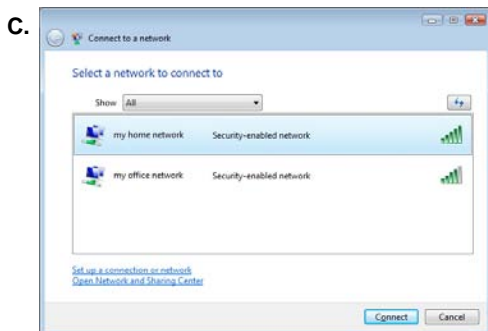 C.
Connect to a network
Select a network to connect to
Show All
my home network Security-enabled network
my office network Security-enabled network
Set up a connection or network
Open Network and Sharing Center
Connect Cancel